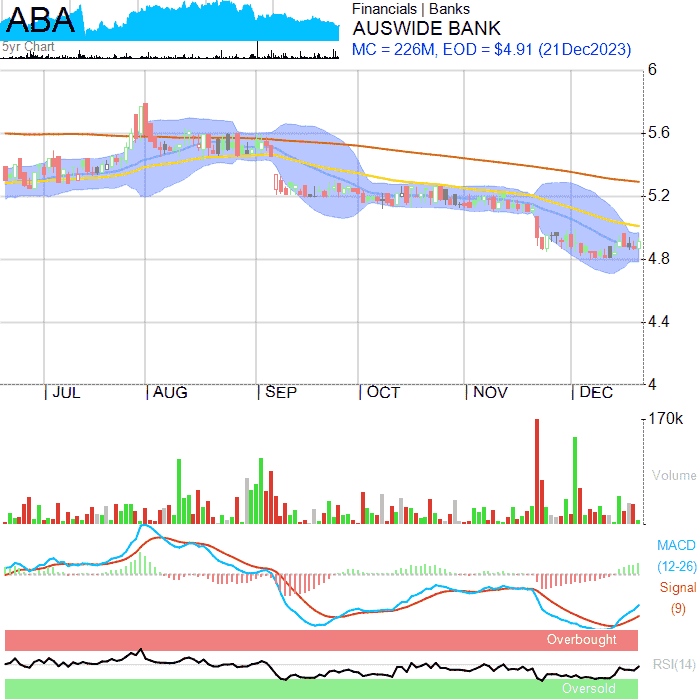 ABA
5yr Chart
Financials | Banks
AUSWIDE BANK
MC = 226M, EOD = $4.91 (21Dec2023)
6
5.6
5.2
4.8
4.4
4
| JUL | AUG | SEP | OCT | NOV | DEC
170k
Volume
MACD
(12-26)
Signal
(9)
Overbought
RSI(14)
Oversold